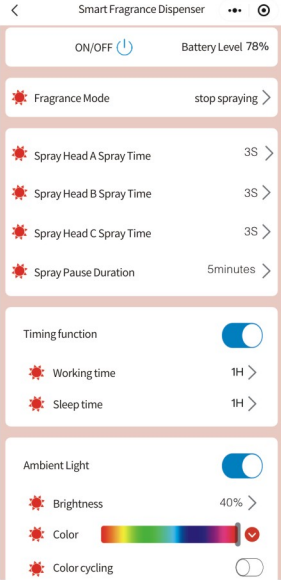 Smart Fragrance Dispenser
ON/OFF Battery Level 78%
Fragrance Mode stop spraying
Spray Head A Spray Time 3S
Spray Head B Spray Time 3S
Spray Head C Spray Time 3S
Spray Pause Duration 5minutes
Timing function
Working time 1H
Sleep time 1H
Ambient Light
Brightness 40%
Color
Color cycling